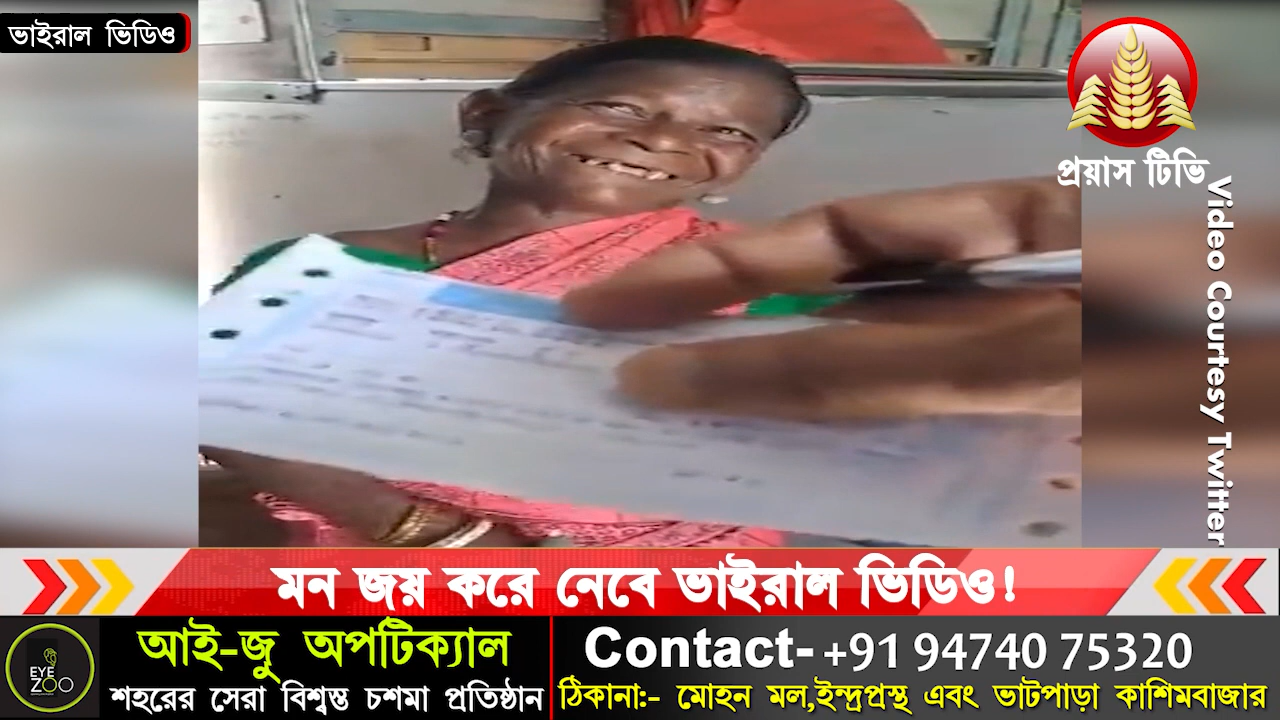 ভাইরাল ভিডিও
প্রয়াস টিভি
Video Courtesy Twitter
মন জয় করে নেবে ভাইরাল ভিডিও!
EYE
ZOO
আই-জু অপটিক্যাল
শহরের সেরা বিশ্বস্ত চশমা প্রতিষ্ঠান
Contact- +91 94740 75320
ঠিকানা:- মোহন মল,ইন্দ্রপ্রস্থ এবং ভাটপাড়া কাশিমবাজার